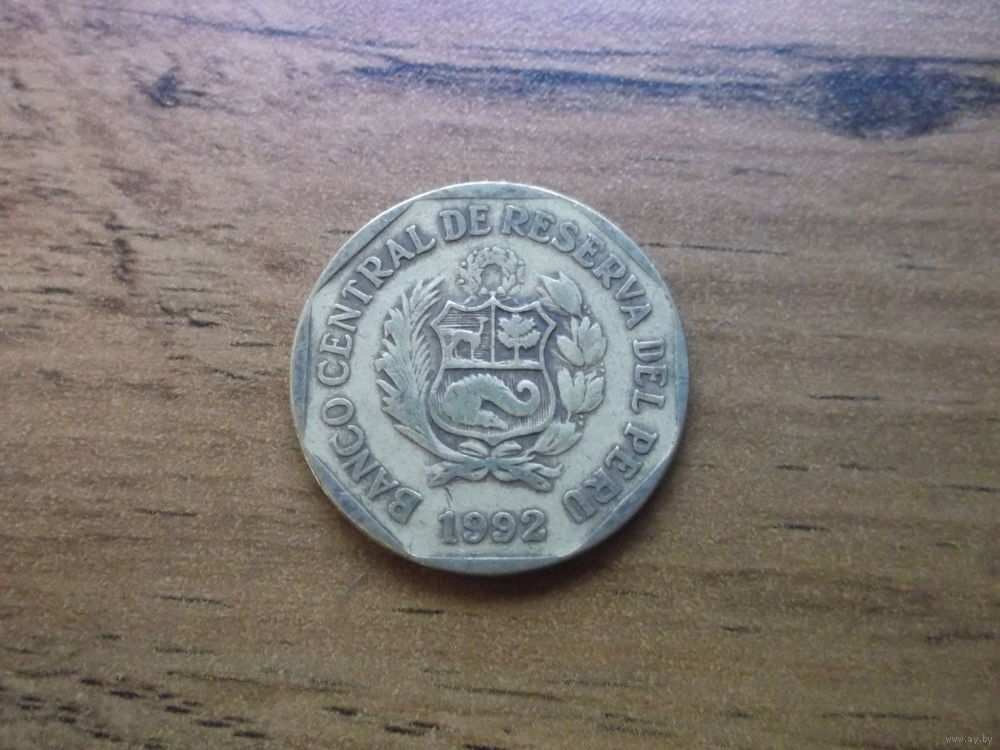 BANCO CENTRAL DE RESERVA DEL PERU
1992
www.ay.by